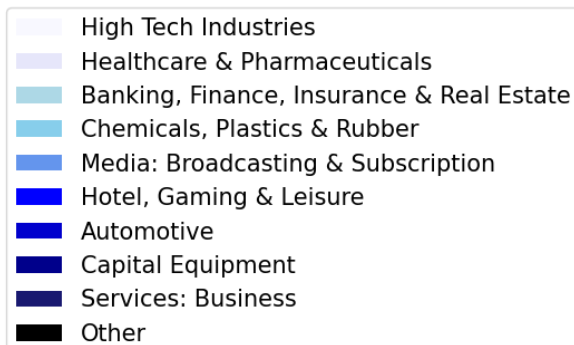 High Tech Industries
Healthcare & Pharmaceuticals
Banking, Finance, Insurance & Real Estate
Chemicals, Plastics & Rubber
Media: Broadcasting & Subscription
Hotel, Gaming & Leisure
Automotive
Capital Equipment
Services: Business
Other